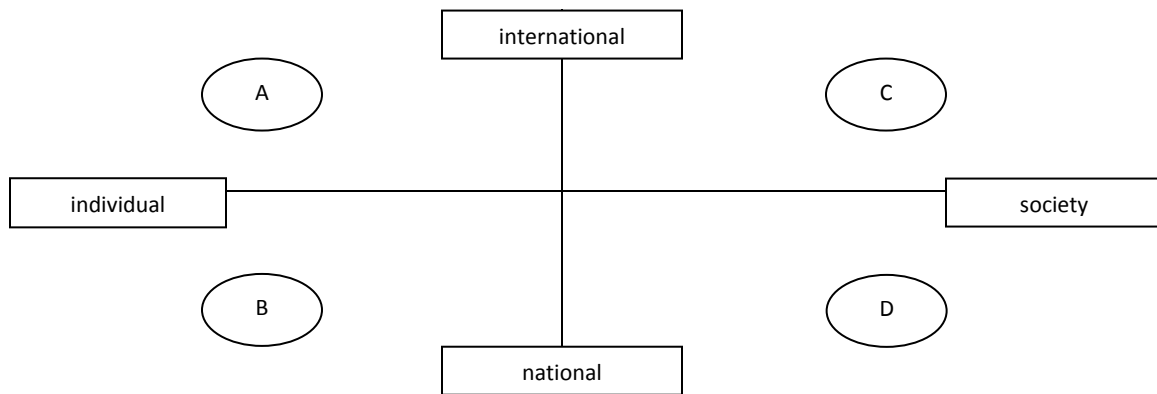 international
A
C
individual
society
B
D
national